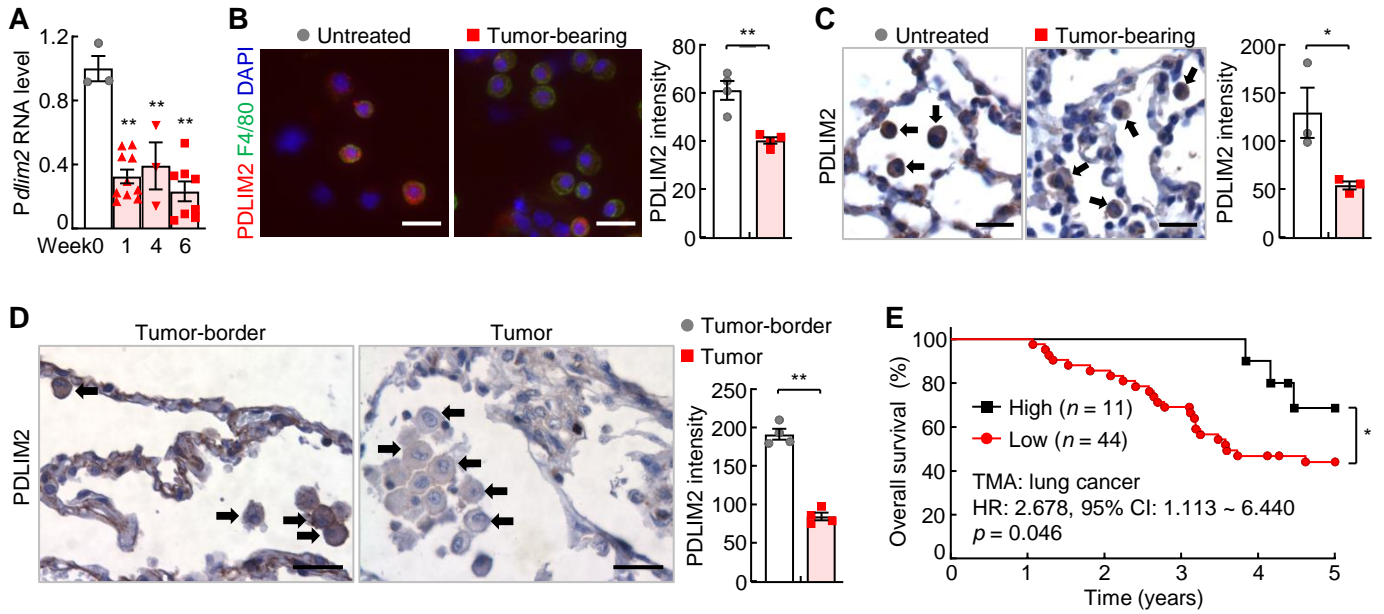 A
Pdlim2 RNA level
1.2
0.8
0.4
0
**
**
**
Week0 1 4 6
B
Untreated
Tumor-bearing
PDLIM2 F4/80 DAPI
PDLIM2 intensity
80
60
40
20
0
**
C
Untreated
Tumor-bearing
PDLIM2
PDLIM2 intensity
200
150
100
50
0
*
D
Tumor-border
Tumor
PDLIM2
Tumor-border
Tumor
PDLIM2 intensity
250
200
150
100
50
0
**
E
Overall survival (%)
100
80
60
40
20
0
High (n = 11)
Low (n = 44)
*
TMA: lung cancer
HR: 2.678, 95% CI: 1.113 ~ 6.440
p = 0.046
0 1 2 3 4 5
Time (years)